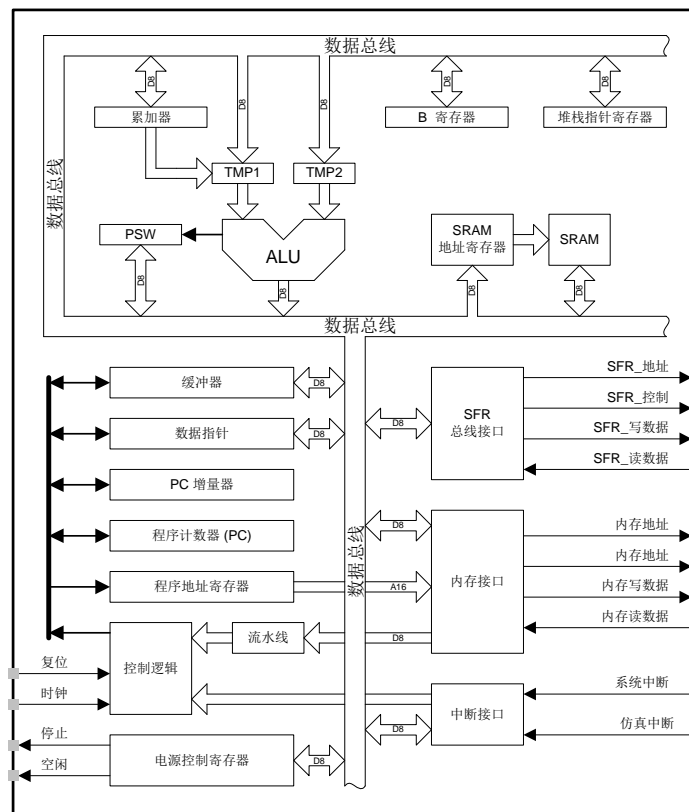 数据总线
D8
D8
D8
D8
D8
累加器
B 寄存器
堆栈指针寄存器
数据总线
TMP1
TMP2
PSW
ALU
SRAM
地址寄存器
SRAM
D8
D8
D8
D8
数据总线
缓冲器
D8
数据指针
D8
PC 增量器
程序计数器 (PC)
程序地址寄存器
A16
数据总线
D8
SFR
总线接口
SFR_地址
SFR_控制
SFR_写数据
SFR_读数据
D8
内存接口
内存地址
内存地址
内存写数据
内存读数据
流水线
D8
控制逻辑
复位
时钟
中断接口
系统中断
仿真中断
D8
停止
空闲
电源控制寄存器
D8